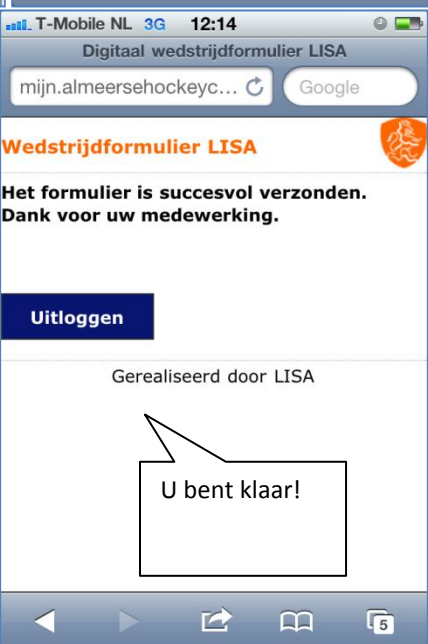 T-Mobile NL 3G 12:14
Digitaal wedstrijdformulier LISA
mijn.almeersehockeyc... Google
Wedstrijdformulier LISA
Het formulier is succesvol verzonden.
Dank voor uw medewerking.
Uitloggen
Gerealiseerd door LISA
U bent klaar!
5